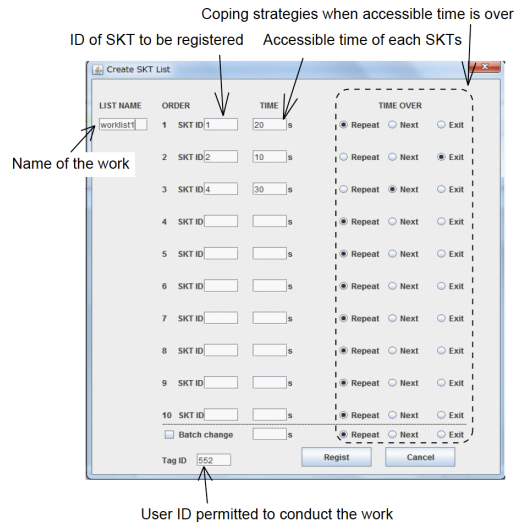 Coping strategies when accessible time is over
ID of SKT to be registered Accessible time of each SKTs
Create SKT List
LIST NAME ORDER TIME TIME OVER
worklist1 1 SKT ID 1 20 s Repeat Next Exit
Name of the work
2 SKT ID 2 10 s Repeat Next Exit
3 SKT ID 4 30 s Repeat Next Exit
4 SKT ID s Repeat Next Exit
5 SKT ID s Repeat Next Exit
6 SKT ID s Repeat Next Exit
7 SKT ID s Repeat Next Exit
8 SKT ID s Repeat Next Exit
9 SKT ID s Repeat Next Exit
10 SKT ID s Repeat Next Exit
Batch change s Repeat Next Exit
Tag ID 552 Regist Cancel
User ID permitted to conduct the work